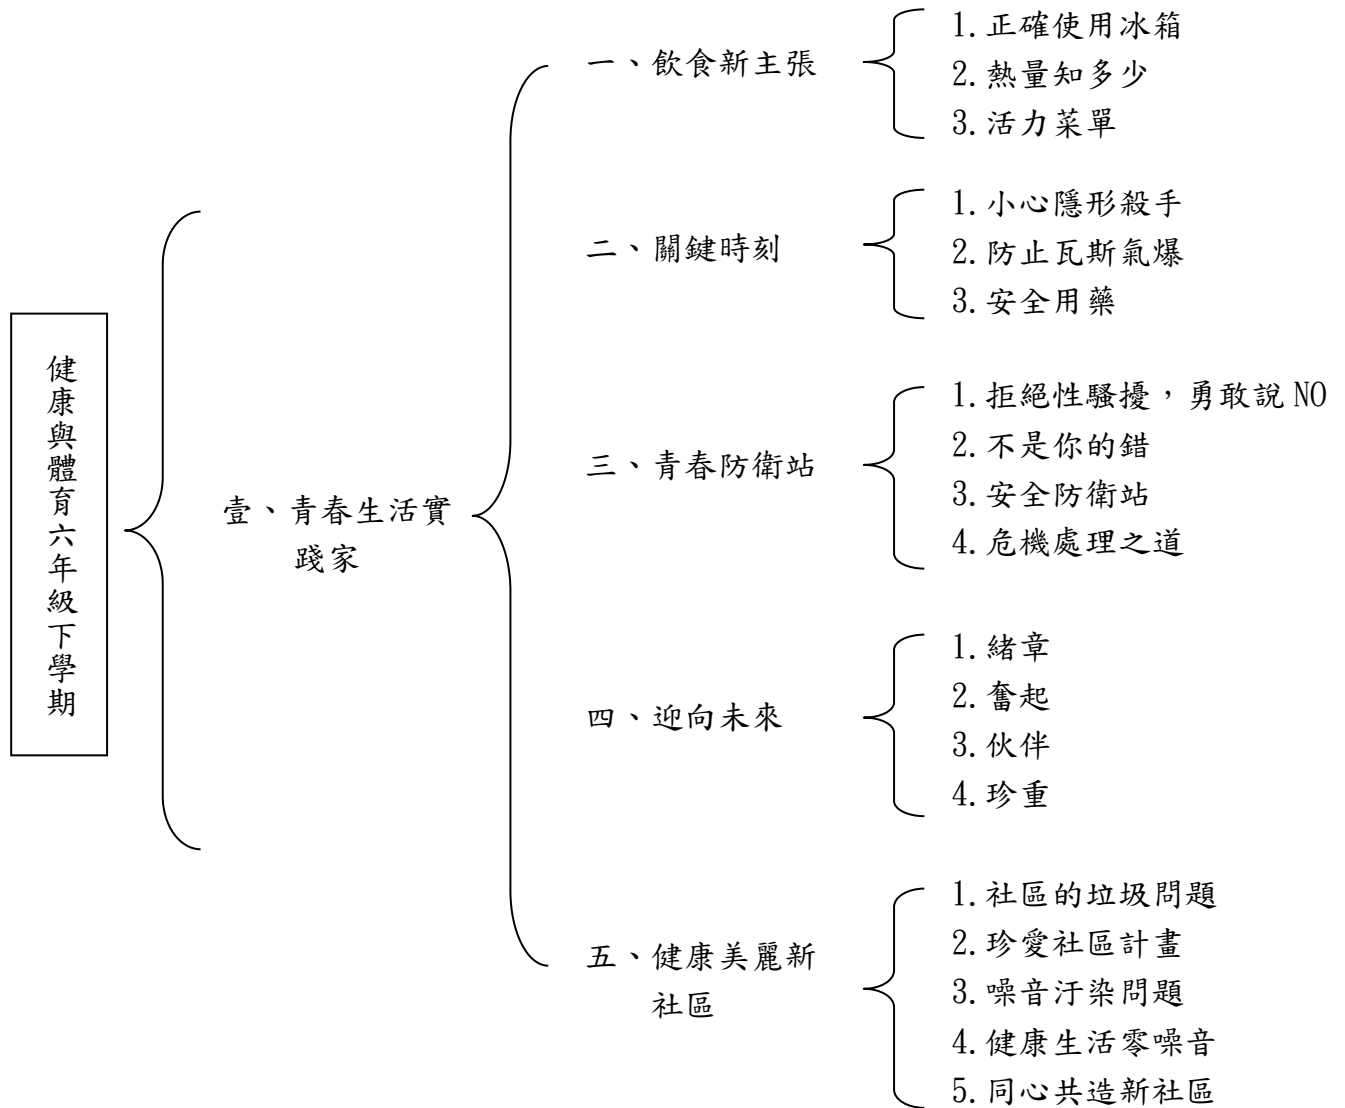 健康與體育六年級下學期
壹、青春生活實
踐家
一、飲食新主張
1.正確使用冰箱
2.熱量知多少
3.活力菜單
二、關鍵時刻
1.小心隱形殺手
2.防止瓦斯氣爆
3.安全用藥
三、青春防衛站
1.拒絕性騷擾，勇敢說 NO
2.不是你的錯
3.安全防衛站
4.危機處理之道
四、迎向未來
1.緒章
2.奮起
3.伙伴
4.珍重
五、健康美麗新
社區
1.社區的垃圾問題
2.珍愛社區計畫
3.噪音汙染問題
4.健康生活零噪音
5.同心共造新社區